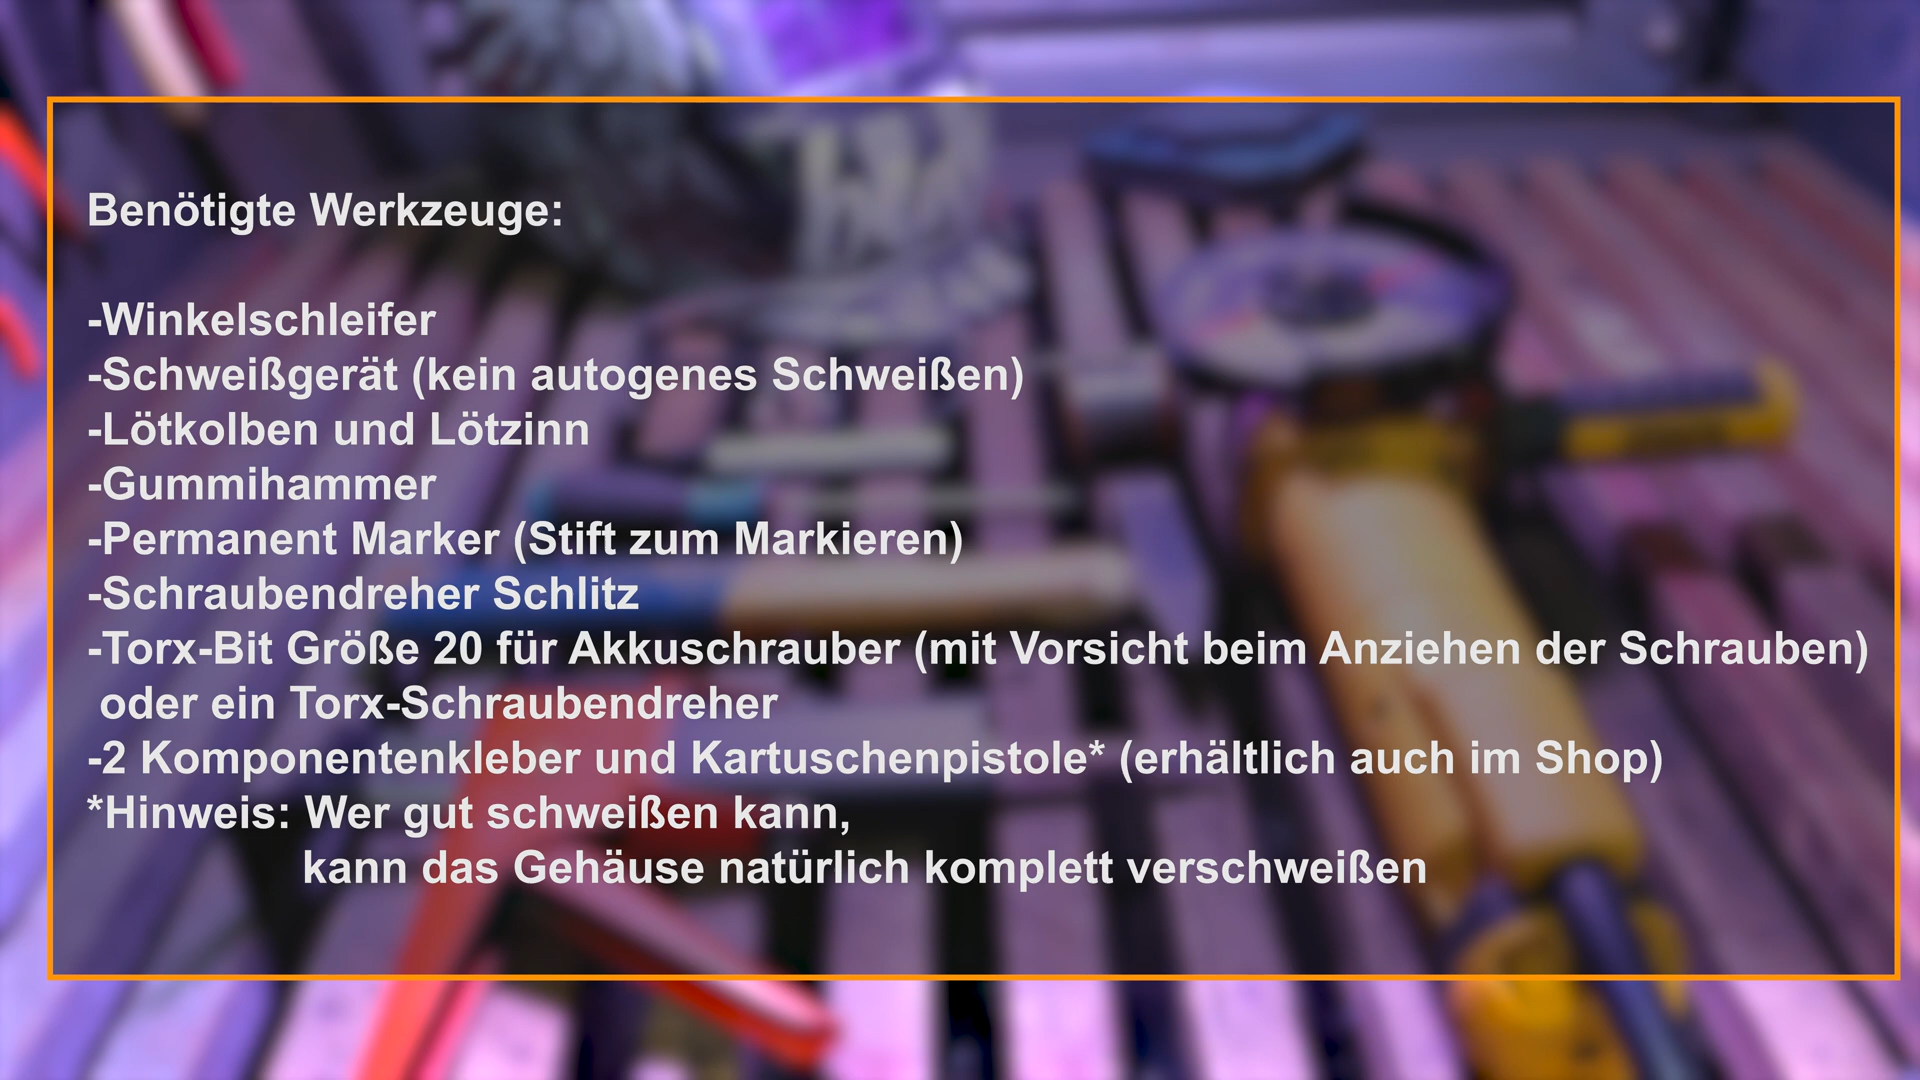 Benötigte Werkzeuge:
-Winkelschleifer
-Schweißgerät (kein autogenes Schweißen)
-Lötkolben und Lötzinn
-Gummihammer
-Permanent Marker (Stift zum Markieren)
-Schraubendreher Schlitz
-Torx-Bit Größe 20 für Akkuschrauber (mit Vorsicht beim Anziehen der Schrauben)
oder ein Torx-Schraubendreher
-2 Komponentenkleber und Kartuschenpistole* (erhältlich auch im Shop)
*Hinweis: Wer gut schweißen kann,
kann das Gehäuse natürlich komplett verschweißen